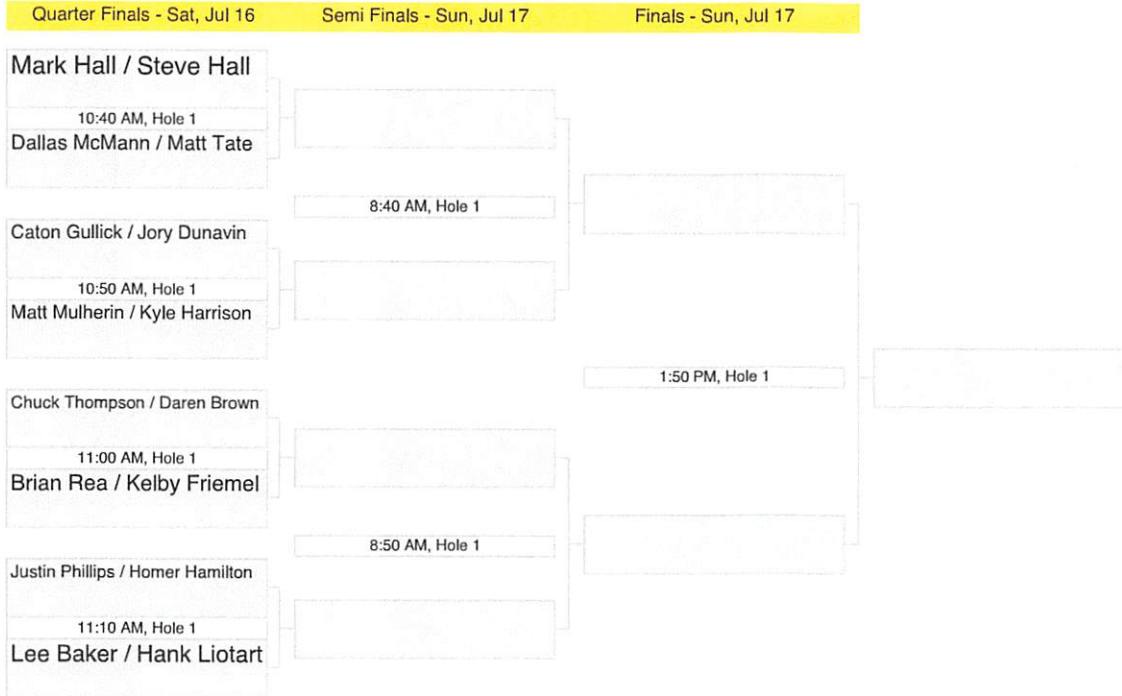 Quarter Finals - Sat, Jul 16
Semi Finals - Sun, Jul 17
Finals - Sun, Jul 17
Mark Hall / Steve Hall
10:40 AM, Hole 1
Dallas McMann / Matt Tate
8:40 AM, Hole 1
Caton Gullick / Jory Dunavin
10:50 AM, Hole 1
Matt Mulherin / Kyle Harrison
1:50 PM, Hole 1
Chuck Thompson / Daren Brown
11:00 AM, Hole 1
Brian Rea / Kelby Friemel
8:50 AM, Hole 1
Justin Phillips / Homer Hamilton
11:10 AM, Hole 1
Lee Baker / Hank Liotart